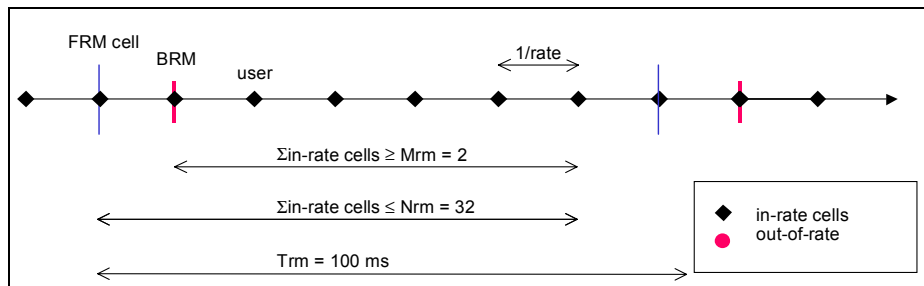 FRM cell
BRM
user
1/rate
Σin-rate cells ≥ Mrm = 2
Σin-rate cells ≤ Nrm = 32
Trm = 100 ms
in-rate cells
out-of-rate